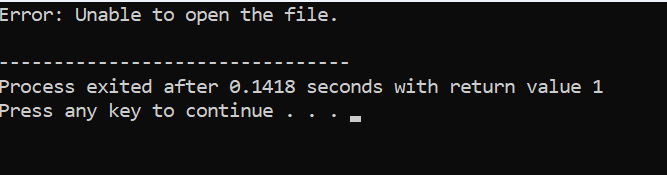 Error: Unable to open the file.
--------------------------------
Process exited after 0.1418 seconds with return value 1
Press any key to continue . . .